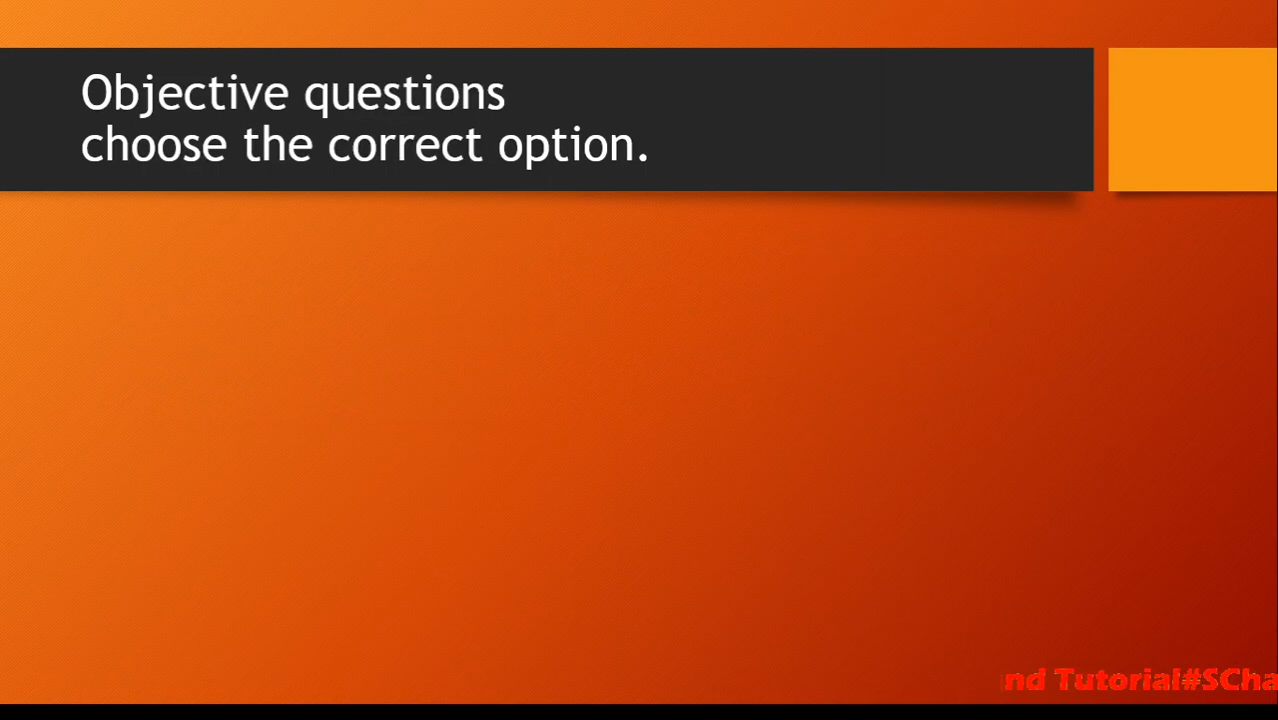 Objective questions
choose the correct option.
nd Tutorial#SCha